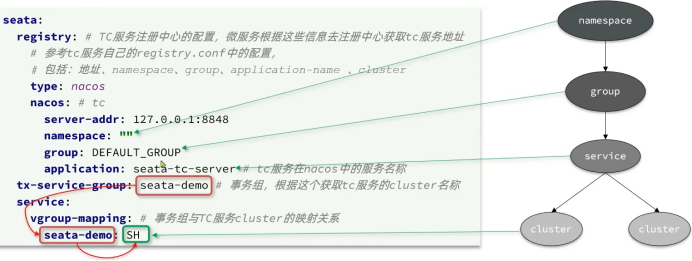 seata:
registry: # TC服务注册中心的配置，微服务根据这些信息去注册中心获取tc服务地址
# 参考tc服务自己的registry.conf中的配置，
# 包括：地址、namespace、group、application-name 、cluster
type: nacos
nacos: # tc
server-addr: 127.0.0.1:8848
namespace: ""
group: DEFAULT_GROUP
application: seata-tc-server # tc服务在nacos中的服务名称
tx-service-group: seata-demo # 事务组，根据这个获取tc服务的cluster名称
service:
vgroup-mapping: # 事务组与TC服务cluster的映射关系
seata-demo: SH
namespace
group
service
cluster
cluster